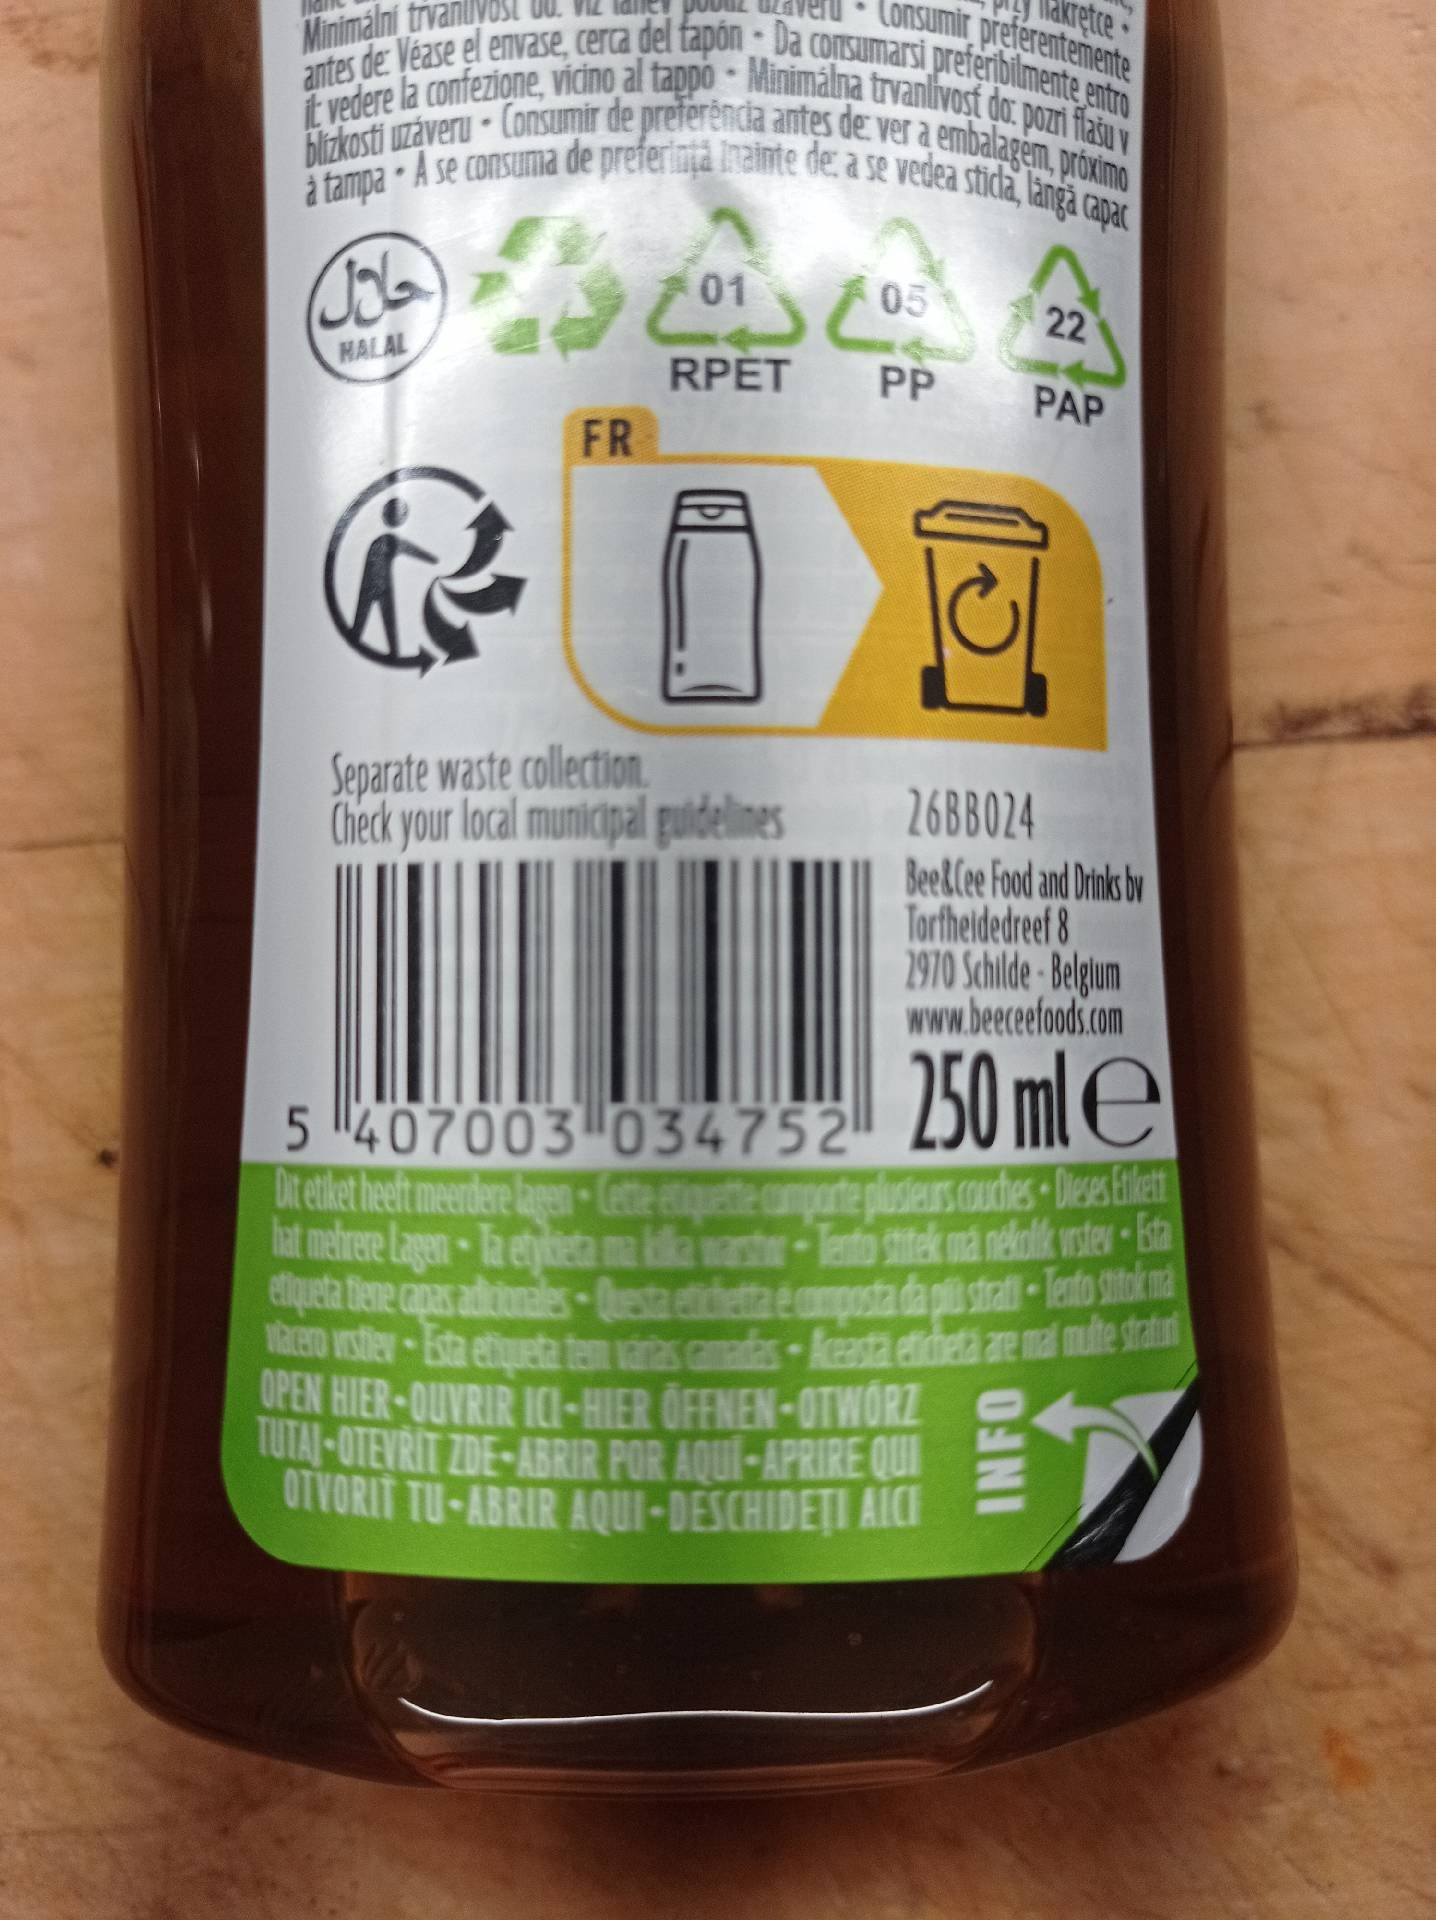 Minimální trvanlivost do: viz láhev poblíž uzávěru • Consumir preferentemente
antes de: Véase el envase, cerca del tapón • Da consumarsi preferibilmente entro
il: vedere la confezione, vicino al tappo • Minimálna trvanlivosť do: pozri fľašu v
blízkosti uzáveru • Consumir de preferência antes de: ver a embalagem, próximo
à tampa • A se consuma de preferință înainte de: a se vedea sticla, lângă capac
حلال
HALAL
01
RPET
05
PP
22
PAP
FR
Separate waste collection.
Check your local municipal guidelines
26BB024
Bee&Cee Food and Drinks bv
Torfheidedreef 8
2970 Schilde - Belgium
www.beeceefoods.com
250 ml e
5 407003 034752
Dit etiket heeft meerdere lagen • Cette étiquette comporte plusieurs couches • Dieses Etikett
hat mehrere Lagen • Ta etykieta ma kilka warstw • Tento štítek má několik vrstev • Esta
etiqueta tiene capas adicionales • Questa etichetta è composta da più strati • Tento štítok má
viacero vrstiev • Esta etiqueta tem várias camadas • Această etichetă are mai multe straturi
OPEN HIER-OUVRIR ICI-HIER ÖFFNEN-OTWÓRZ
TUTAJ-OTEVŘÍT ZDE-ABRIR POR AQUÍ-APRIRE QUI
OTVORIŤ TU-ABRIR AQUI-DESCHIDEȚI AICI
INFO